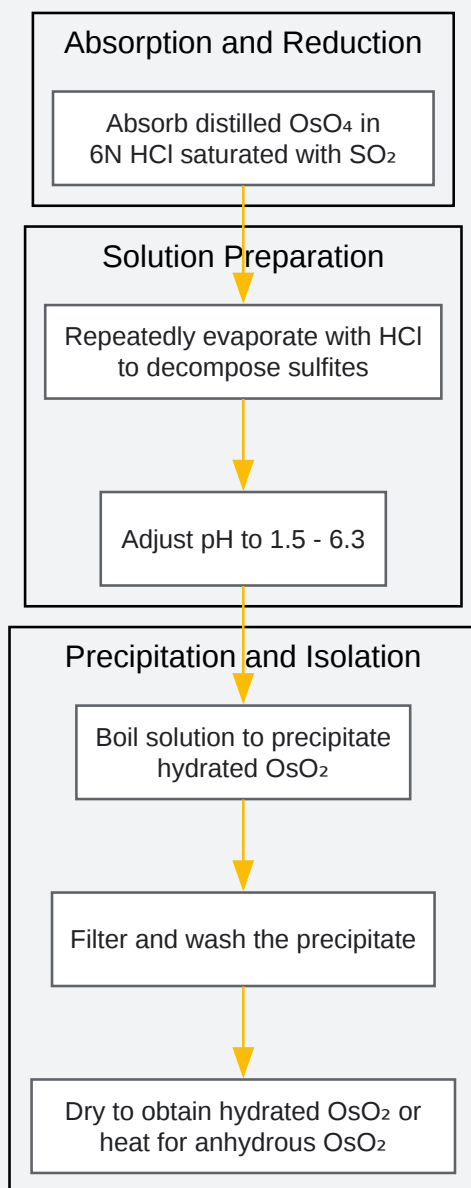 Absorption and Reduction
Absorb distilled OsO₄ in
6N HCl saturated with SO₂
Solution Preparation
Repeatedly evaporate with HCl
to decompose sulfites
Adjust pH to 1.5 - 6.3
Precipitation and Isolation
Boil solution to precipitate
hydrated OsO₂
Filter and wash the precipitate
Dry to obtain hydrated OsO₂ or
heat for anhydrous OsO₂